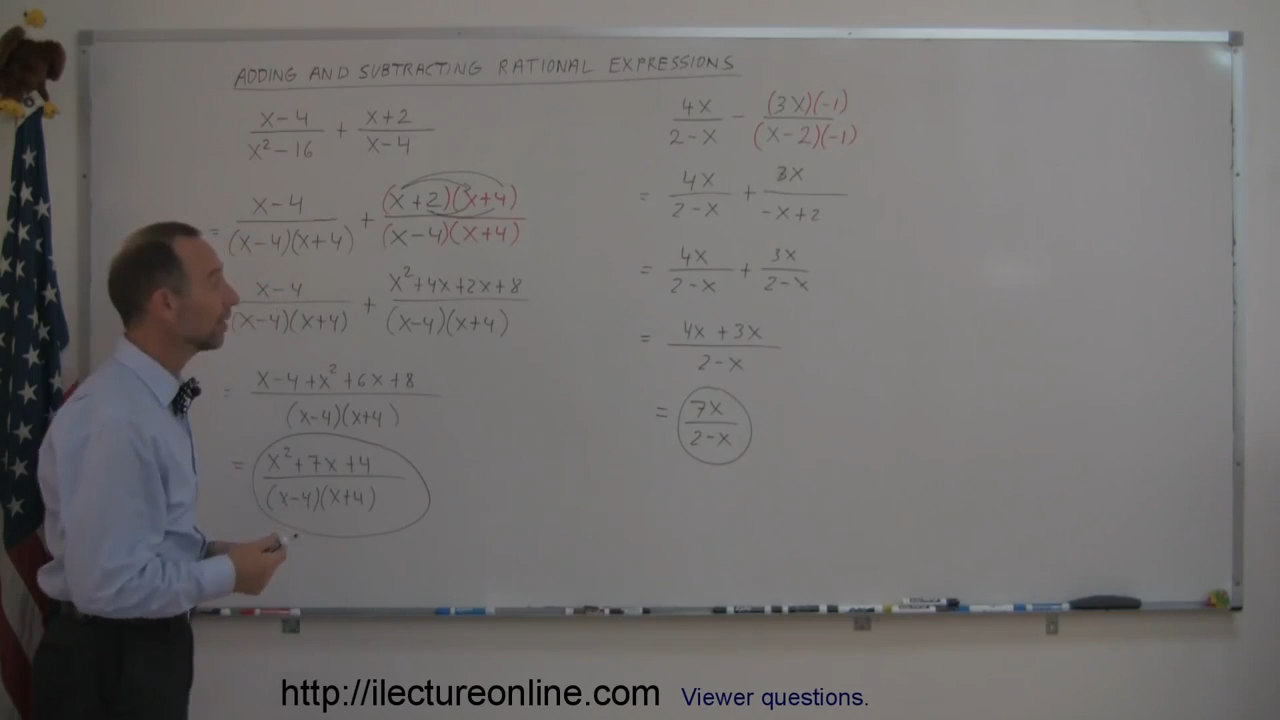 ADDING AND SUBTRACTING RATIONAL EXPRESSIONS
x-4/x²-16 + x+2/x-4
= x-4/(x-4)(x+4) + (x+2)(x+4)/(x-4)(x+4)
x-4/(x-4)(x+4) + x²+4x+2x+8/(x-4)(x+4)
= x-4+x²+6x+8/(x-4)(x+4)
= x²+7x+4/(x-4)(x+4)
4x/2-x - (3x)(-1)/(x-2)(-1)
= 4x/2-x + 3x/-x+2
= 4x/2-x + 3x/2-x
= 4x+3x/2-x
= 7x/2-x
http://ilectureonline.com Viewer questions.